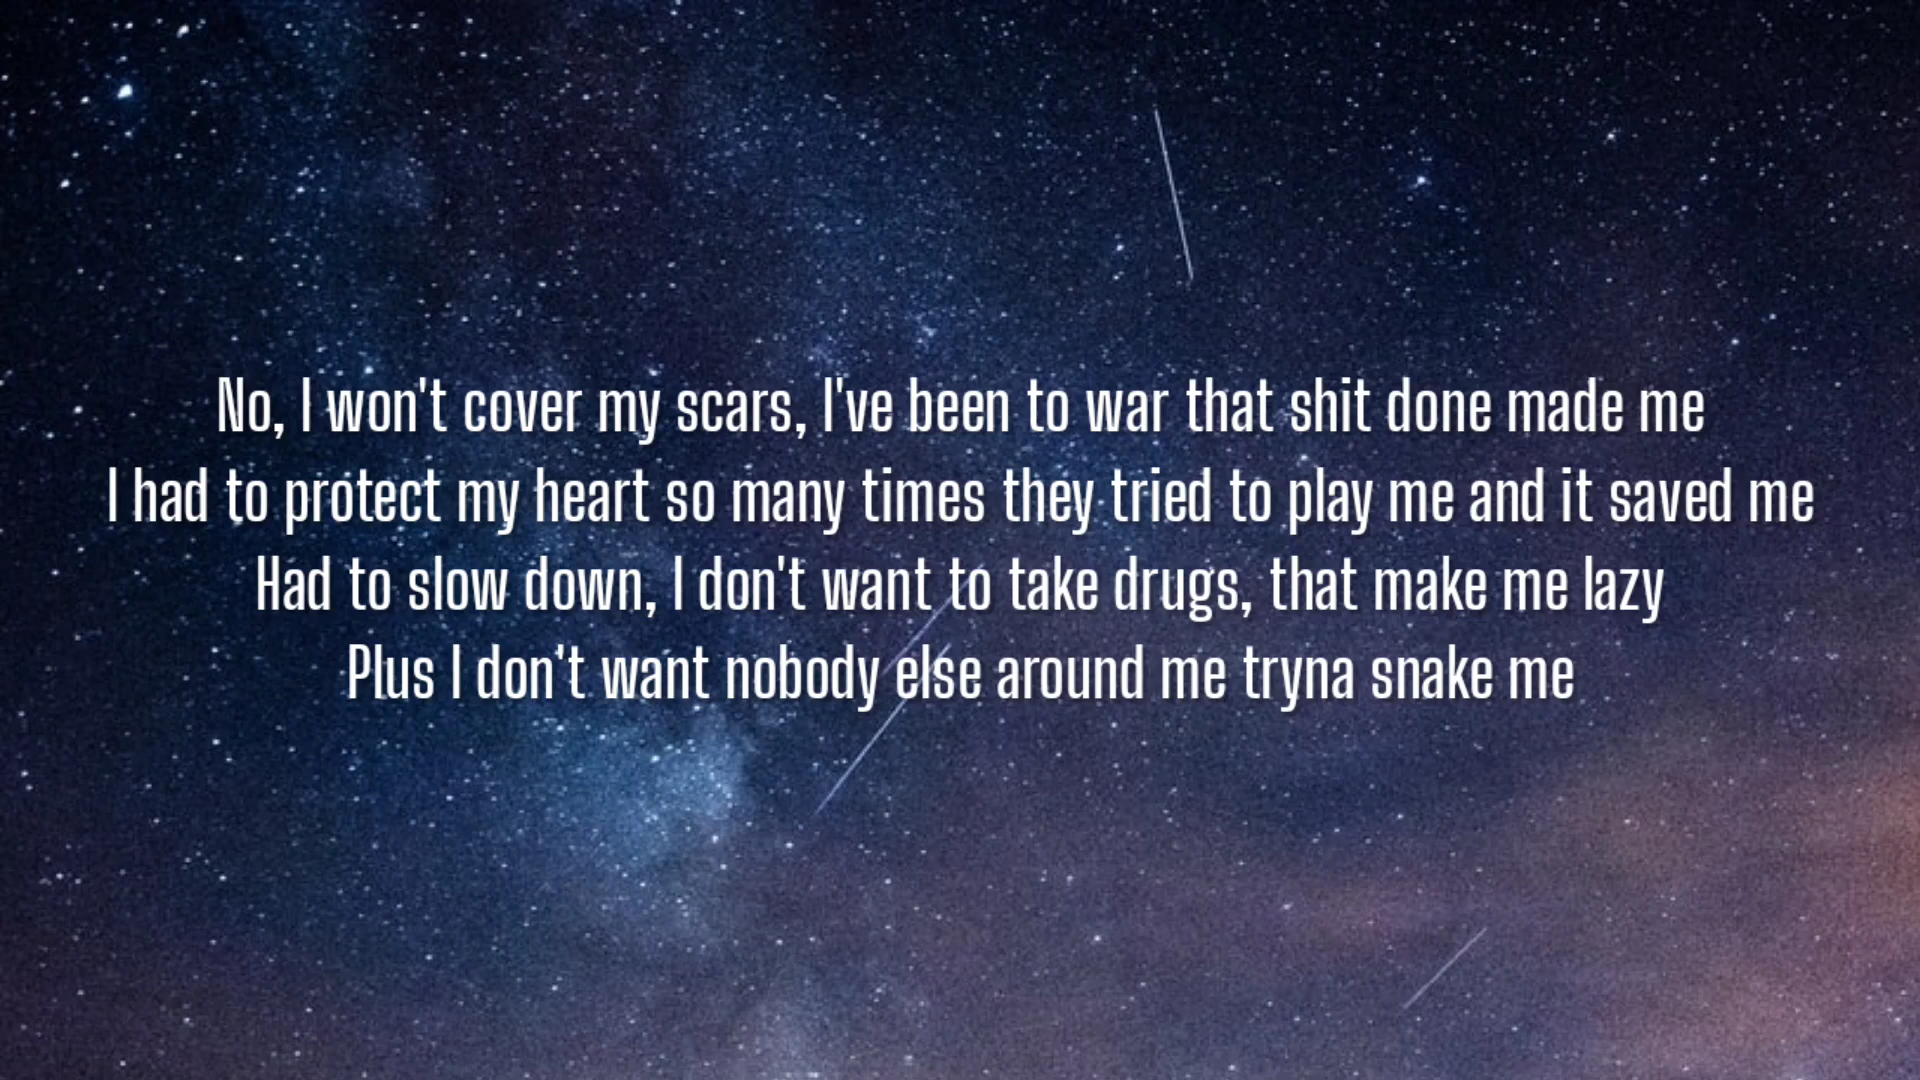 No, I won't cover my scars, I've been to war that shit done made me
I had to protect my heart so many times they tried to play me and it saved me
Had to slow down, I don't want to take drugs, that make me lazy
Plus I don't want nobody else around me tryna snake me